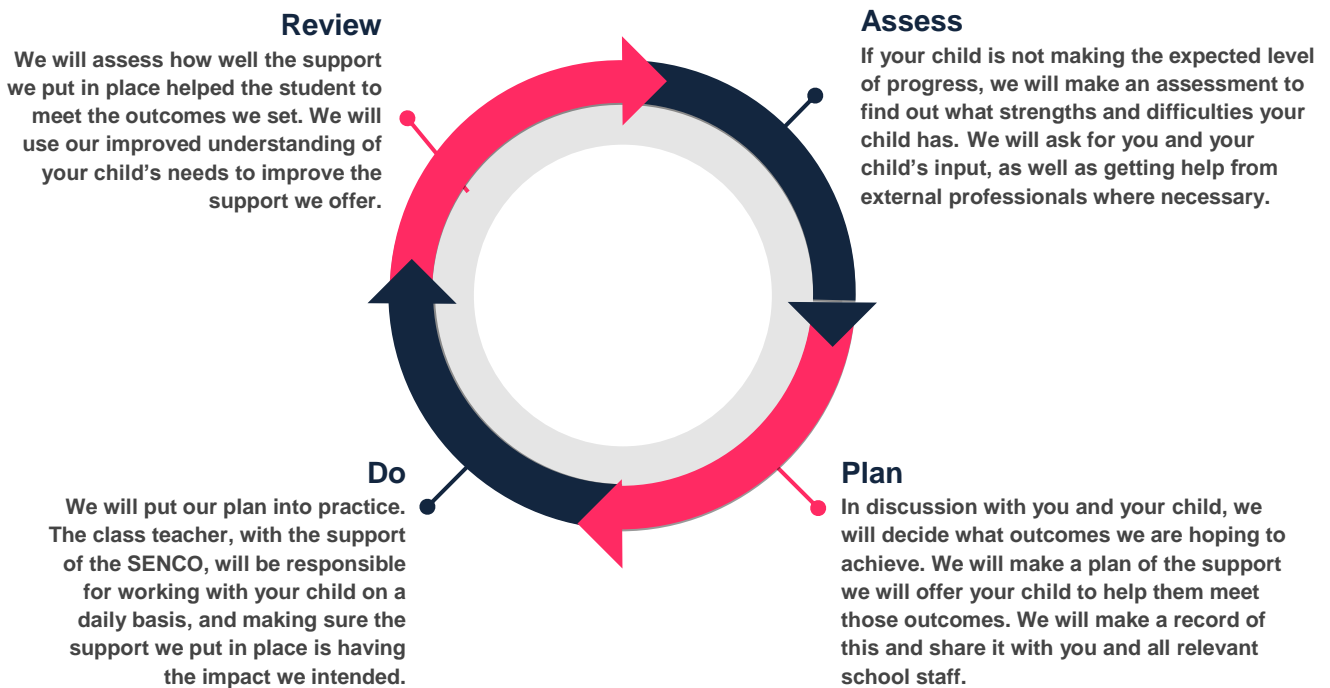 Review
We will assess how well the support
we put in place helped the student to
meet the outcomes we set. We will
use our improved understanding of
your child’s needs to improve the
support we offer.
Assess
If your child is not making the expected level
of progress, we will make an assessment to
find out what strengths and difficulties your
child has. We will ask for you and your
child’s input, as well as getting help from
external professionals where necessary.
Do
We will put our plan into practice.
The class teacher, with the support
of the SENCO, will be responsible
for working with your child on a
daily basis, and making sure the
support we put in place is having
the impact we intended.
Plan
In discussion with you and your child, we
will decide what outcomes we are hoping to
achieve. We will make a plan of the support
we will offer your child to help them meet
those outcomes. We will make a record of
this and share it with you and all relevant
school staff.